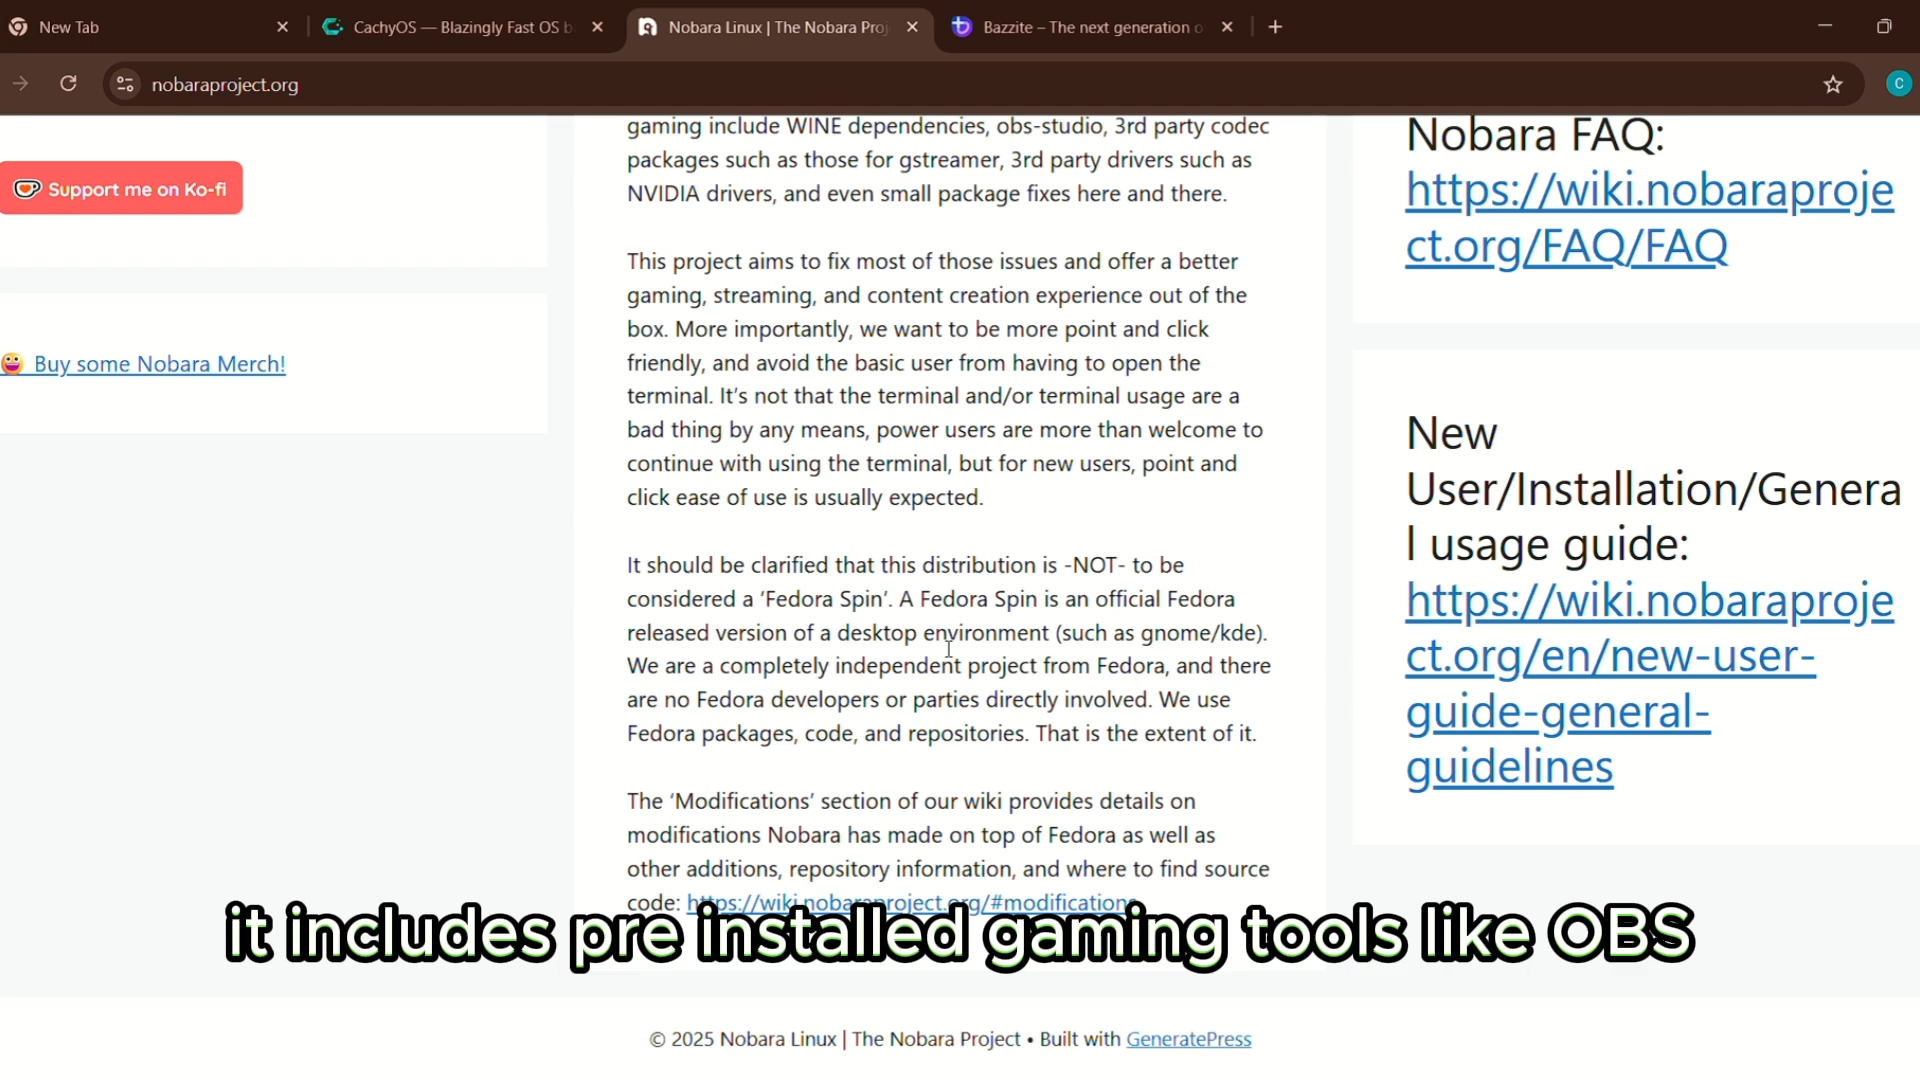 New Tab
CachyOS — Blazingly Fast OS b
Nobara Linux | The Nobara Proj
Bazzite – The next generation o
nobaraproject.org
C
Support me on Ko-fi
Buy some Nobara Merch!
gaming include WINE dependencies, obs-studio, 3rd party codec
packages such as those for gstreamer, 3rd party drivers such as
NVIDIA drivers, and even small package fixes here and there.
This project aims to fix most of those issues and offer a better
gaming, streaming, and content creation experience out of the
box. More importantly, we want to be more point and click
friendly, and avoid the basic user from having to open the
terminal. It’s not that the terminal and/or terminal usage are a
bad thing by any means, power users are more than welcome to
continue with using the terminal, but for new users, point and
click ease of use is usually expected.
It should be clarified that this distribution is -NOT- to be
considered a ‘Fedora Spin’. A Fedora Spin is an official Fedora
released version of a desktop environment (such as gnome/kde).
We are a completely independent project from Fedora, and there
are no Fedora developers or parties directly involved. We use
Fedora packages, code, and repositories. That is the extent of it.
The ‘Modifications’ section of our wiki provides details on
modifications Nobara has made on top of Fedora as well as
other additions, repository information, and where to find source
code: https://wiki.nobaraproject.org/#modifications
Nobara FAQ:
https://wiki.nobaraproje
ct.org/FAQ/FAQ
New
User/Installation/Genera
l usage guide:
https://wiki.nobaraproje
ct.org/en/new-user-
guide-general-
guidelines
it includes pre installed gaming tools like OBS
© 2025 Nobara Linux | The Nobara Project • Built with GeneratePress